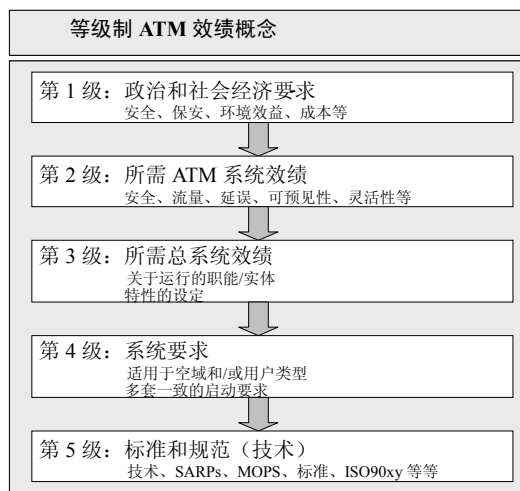 等级制 ATM 效绩概念
第 1 级：政治和社会经济要求
安全、保安、环境效益、成本等
第 2 级：所需 ATM 系统效绩
安全、流量、延误、可预见性、灵活性等
第 3 级：所需总系统效绩
关于运行的职能/实体
特性的设定
第 4 级：系统要求
适用于空域和/或用户类型
多套一致的启动要求
第 5 级：标准和规范（技术）
技术、SARPs、MOPS、标准、ISO90xy 等等